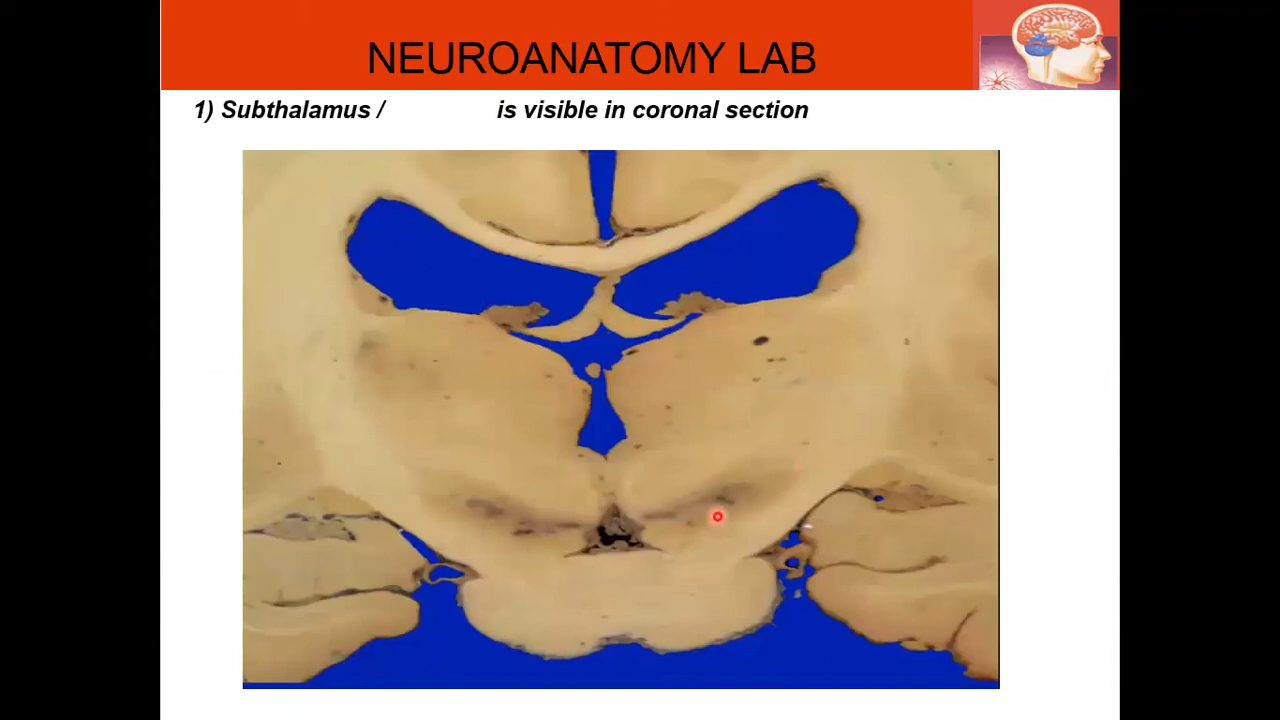 NEUROANATOMY LAB
1) Subthalamus / is visible in coronal section